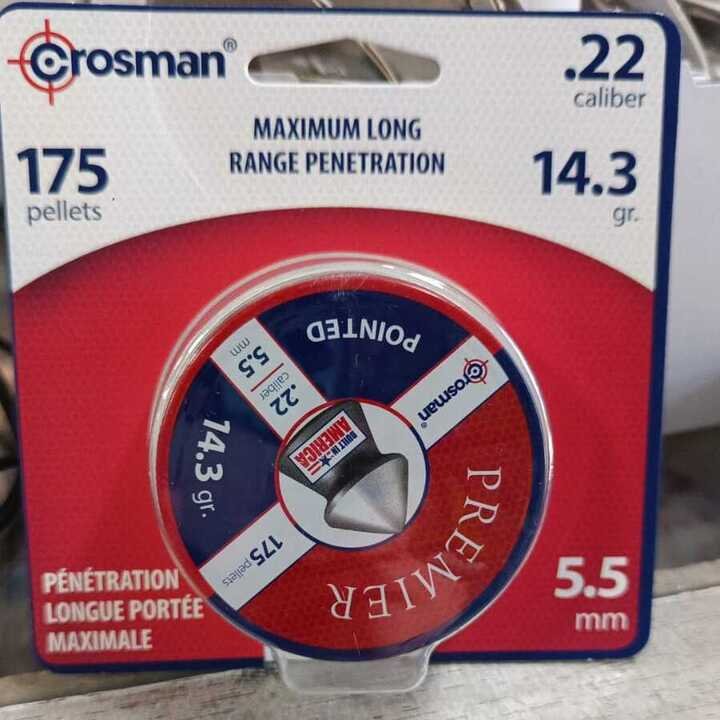 Crosman®
.22
caliber
MAXIMUM LONG
RANGE PENETRATION
175
pellets
14.3
gr.
POINTED
.22
caliber
5.5
mm
Crosman®
14.3 gr.
BUILT IN
AMERICA
175 pellets
PREMIER
PÉNÉTRATION
LONGUE PORTÉE
MAXIMALE
5.5
mm